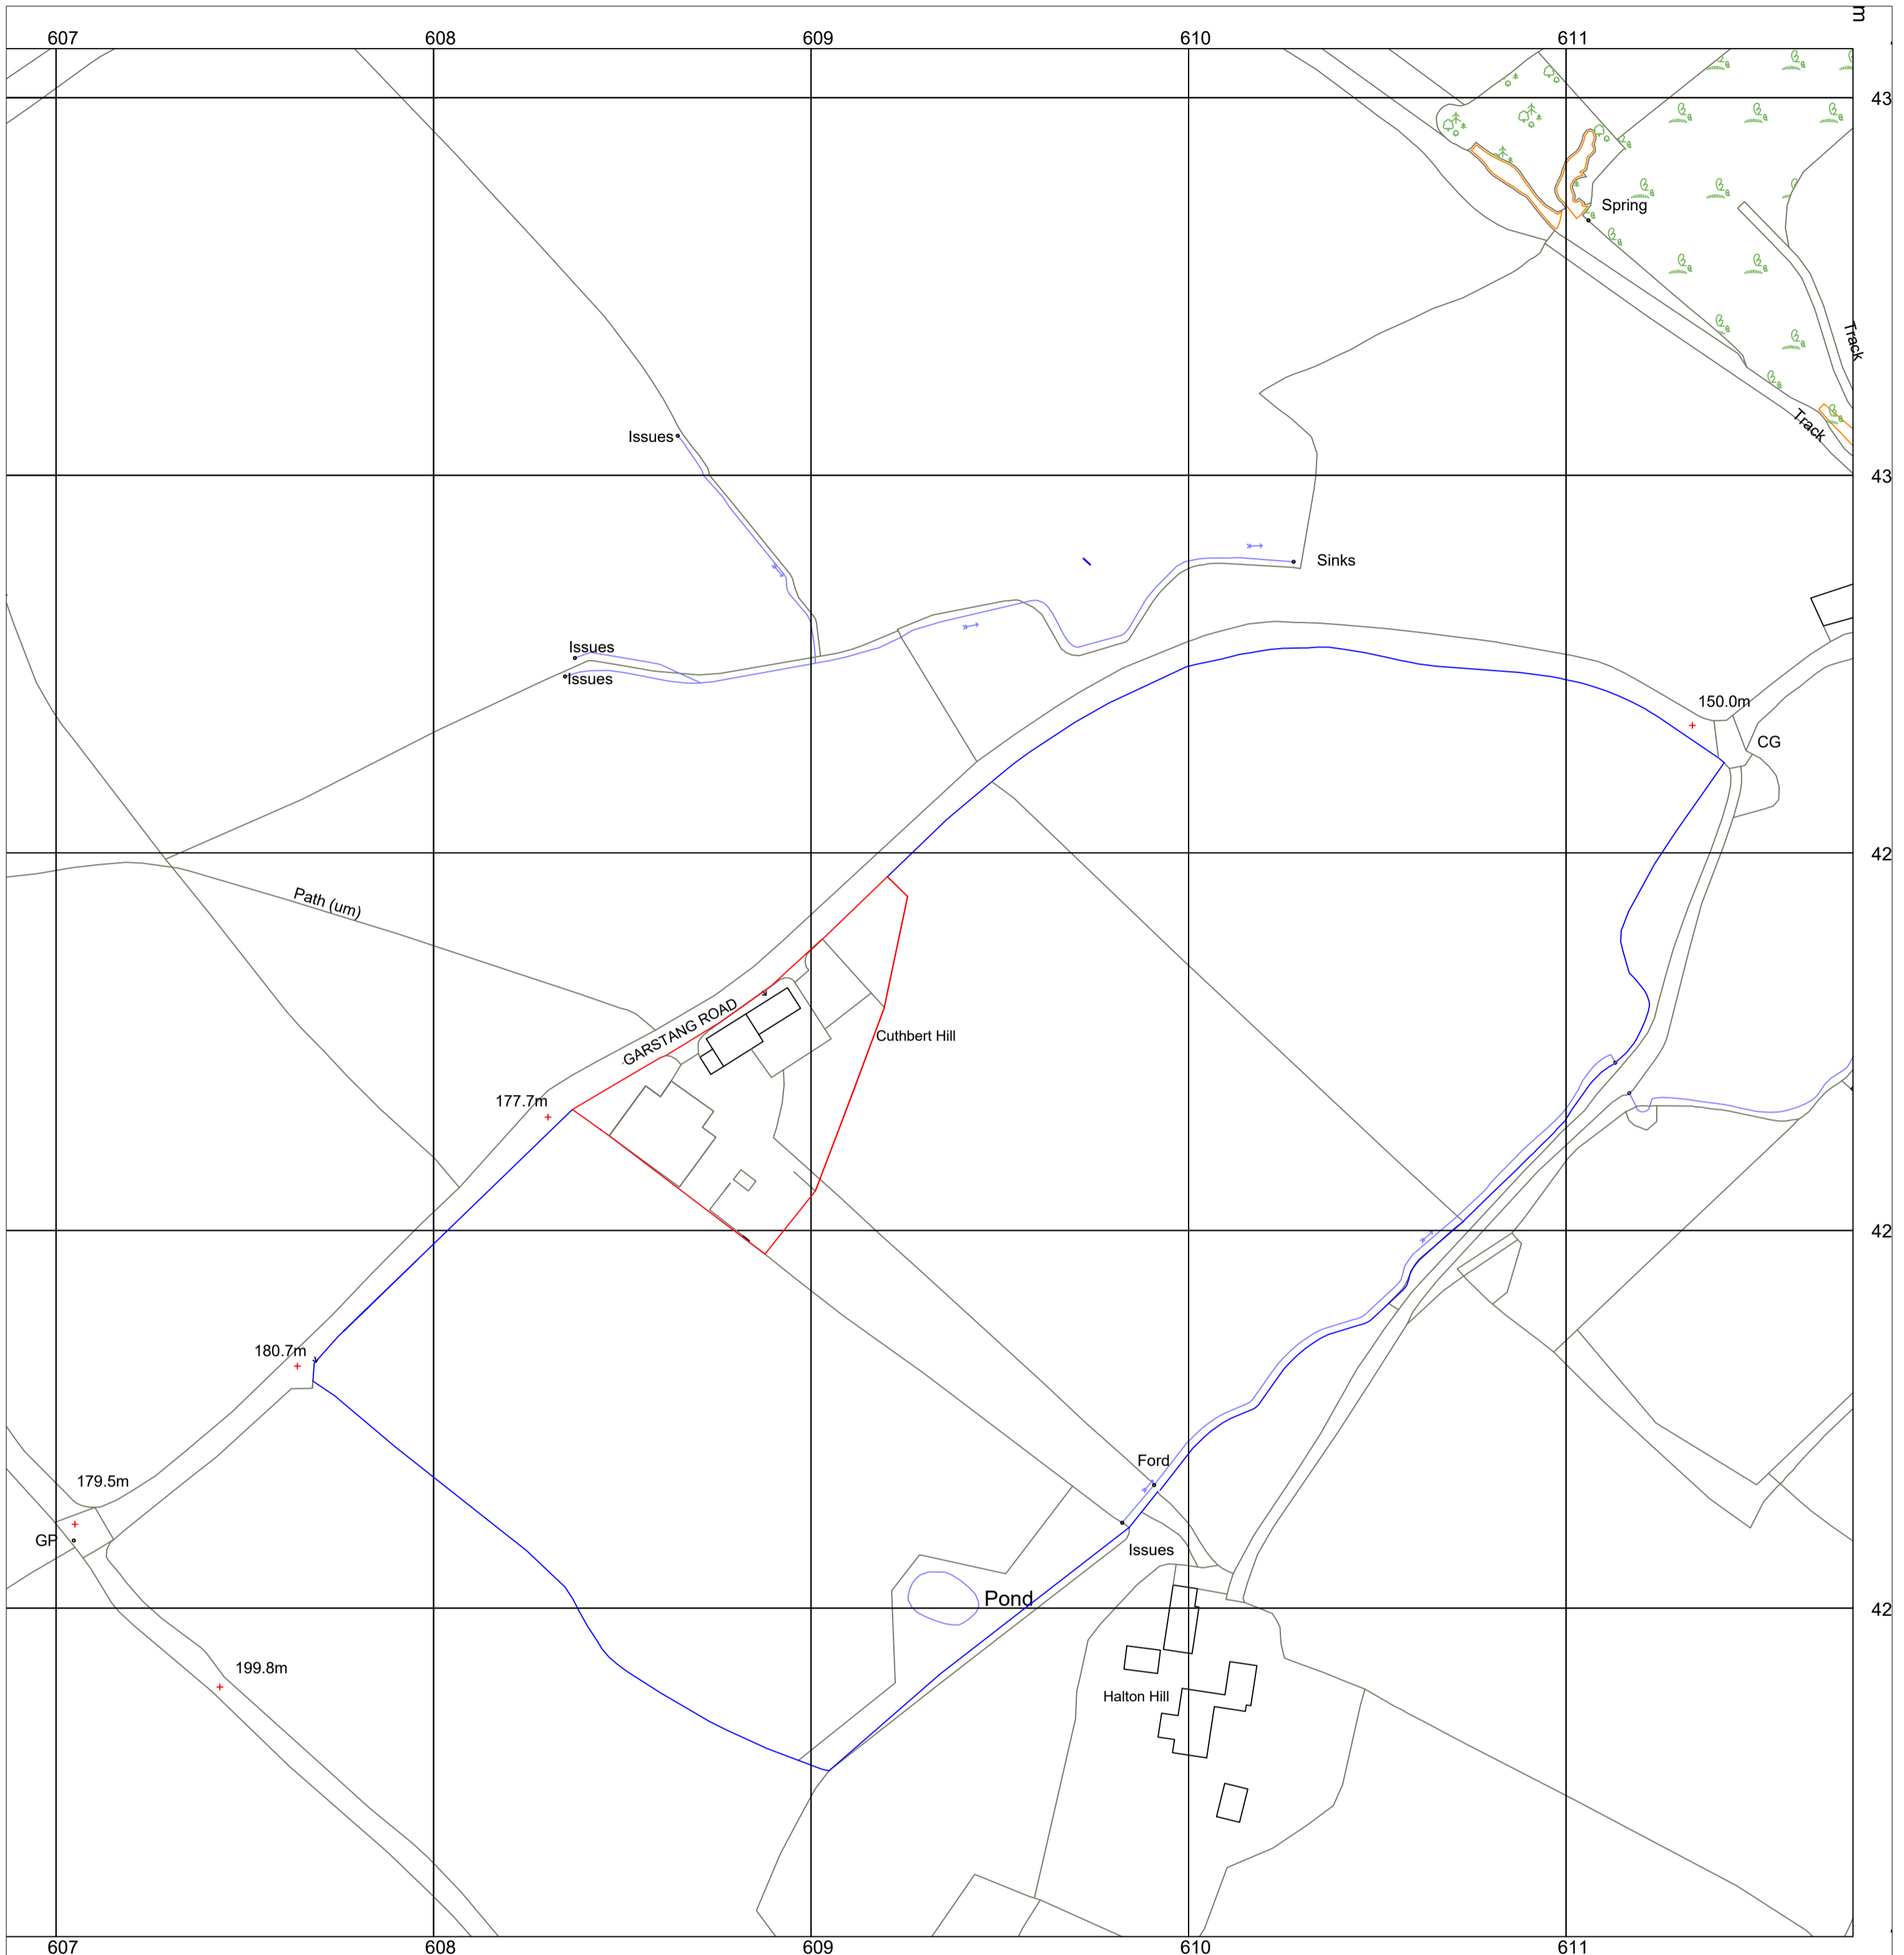 m
607 608 609 610 611
43
Spring
Track
Track
Issues
43
Sinks
Issues
Issues
150.0m
CG
42
Path (um)
GARSTANG ROAD
Cuthbert Hill
177.7m
42
180.7m
Ford
179.5m
GP
Issues
Pond
42
199.8m
Halton Hill
607 608 609 610 611